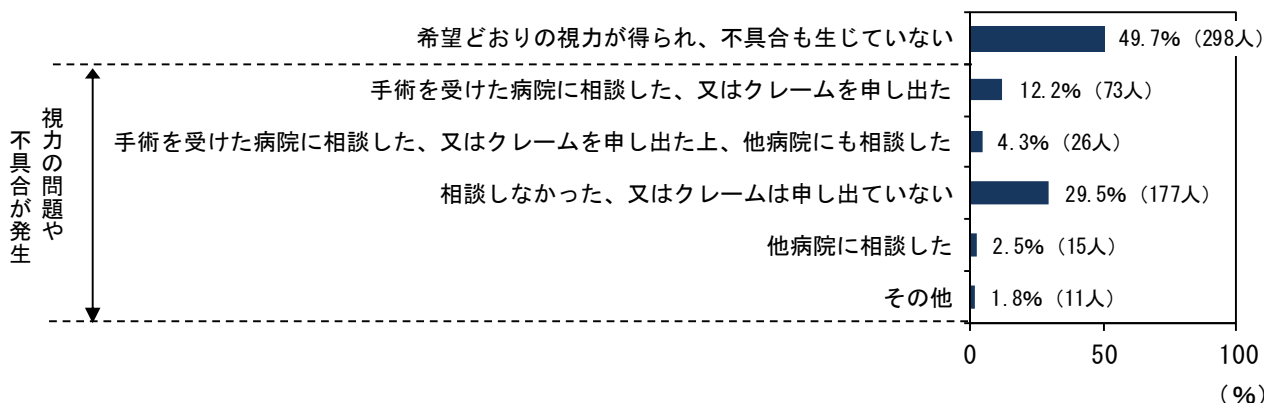 希望どおりの視力が得られ、不具合も生じていない 49.7% (298人)
視力の問題や
不具合が発生
手術を受けた病院に相談した、又はクレームを申し出た 12.2% (73人)
手術を受けた病院に相談した、又はクレームを申し出た上、他病院にも相談した 4.3% (26人)
相談しなかった、又はクレームは申し出ていない 29.5% (177人)
他病院に相談した 2.5% (15人)
その他 1.8% (11人)
0 50 100
(%)